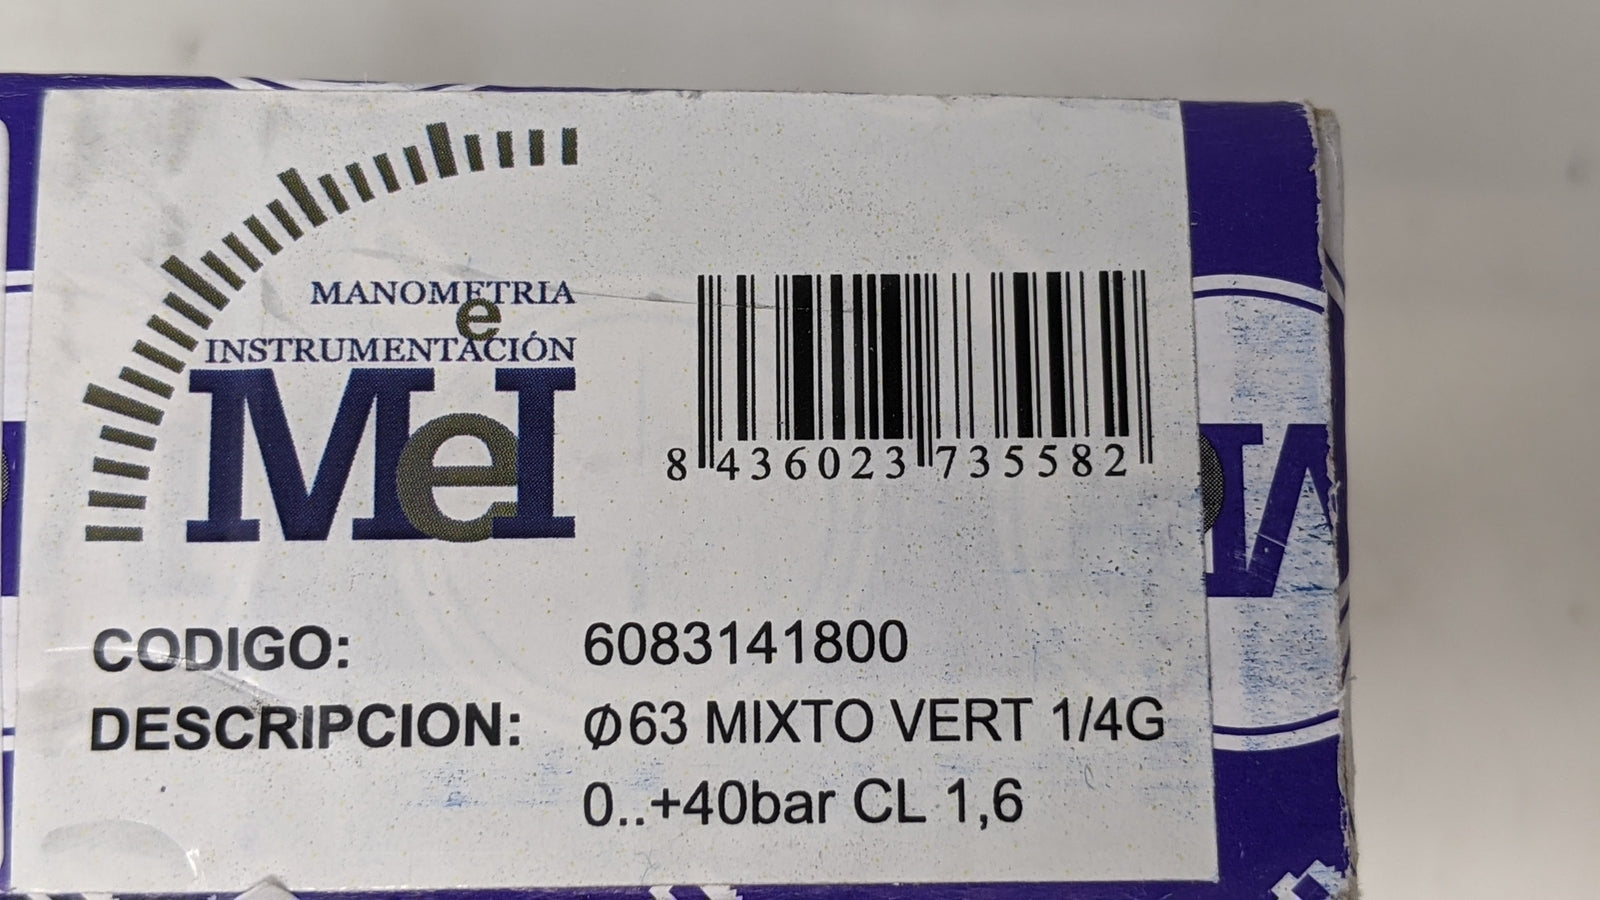 MANOMETRIA
e
INSTRUMENTACIÓN
MeI
8 436023 735582
CODIGO: 6083141800
DESCRIPCION: Ø63 MIXTO VERT 1/4G
0..+40bar CL 1,6